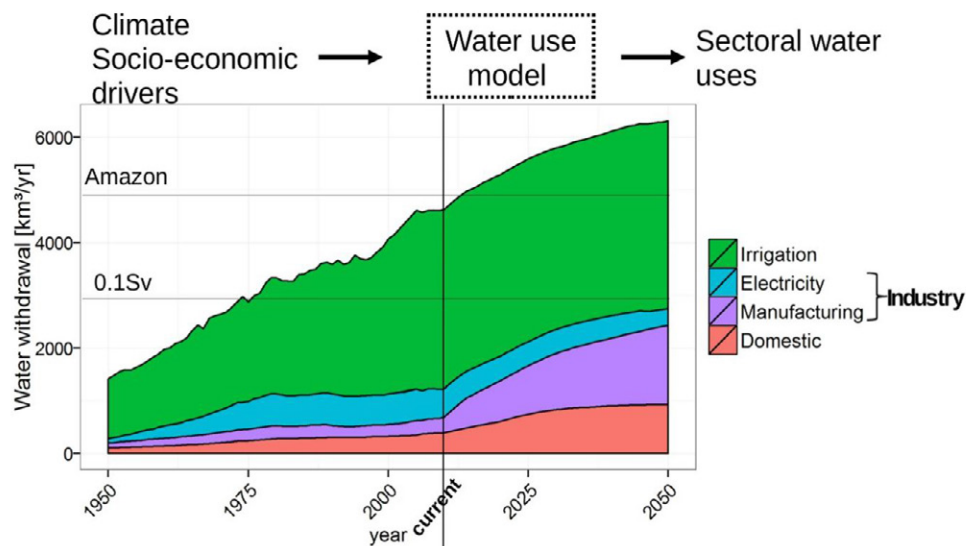 Climate
Socio-economic
drivers
Water use
model
Sectoral water
uses
Water withdrawal [km³/yr]
6000
4000
2000
0
Amazon
0.1Sv
1950
1975
2000
current
2025
2050
year
Irrigation
Electricity
Manufacturing
Domestic
Industry